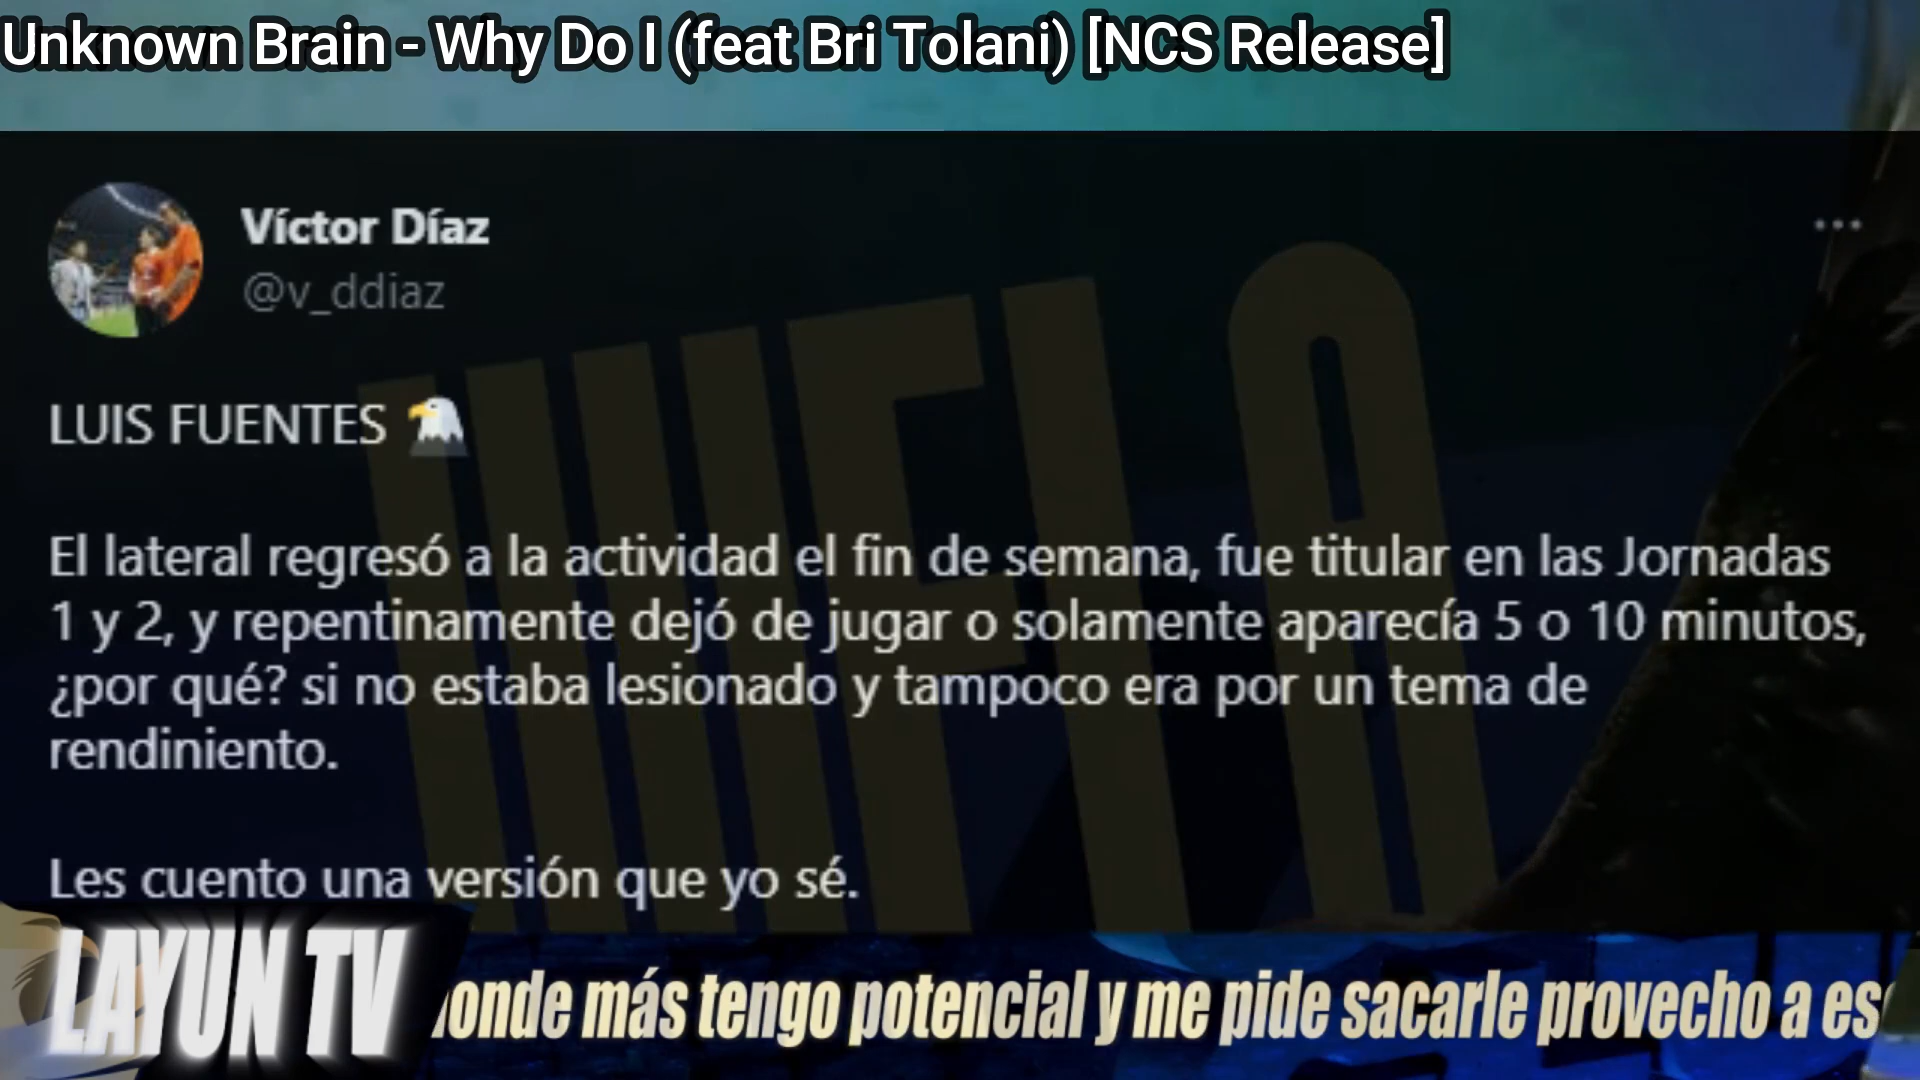 Unknown Brain - Why Do I (feat Bri Tolani) [NCS Release]
Víctor Díaz
@v_ddiaz
LUIS FUENTES 🦅
El lateral regresó a la actividad el fin de semana, fue titular en las Jornadas
1 y 2, y repentinamente dejó de jugar o solamente aparecía 5 o 10 minutos,
¿por qué? si no estaba lesionado y tampoco era por un tema de
rendiniento.
Les cuento una versión que yo sé.
LAYUN TV
más tengo potencial y me pide sacarle provecho a